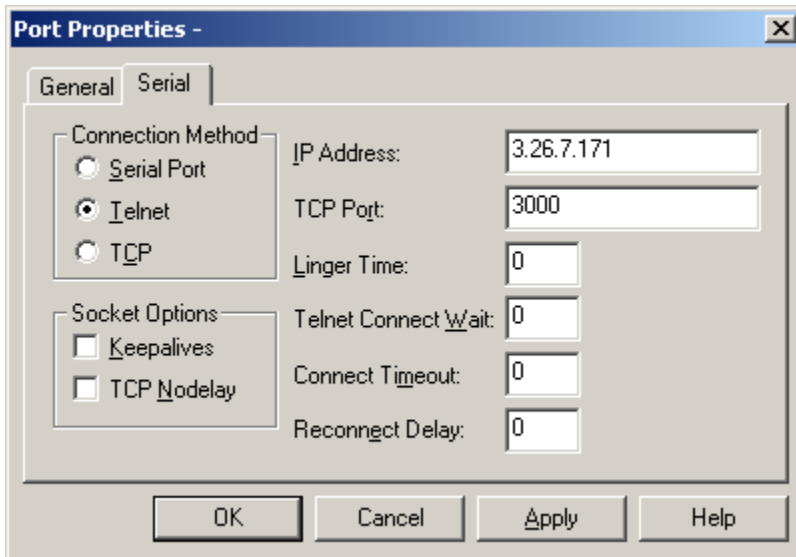 Port Properties -
General
Serial
Connection Method
Serial Port
Telnet
TCP
Socket Options
Keepalives
TCP Nodelay
IP Address: 3.26.7.171
TCP Port: 3000
Linger Time: 0
Telnet Connect Wait: 0
Connect Timeout: 0
Reconnect Delay: 0
OK
Cancel
Apply
Help